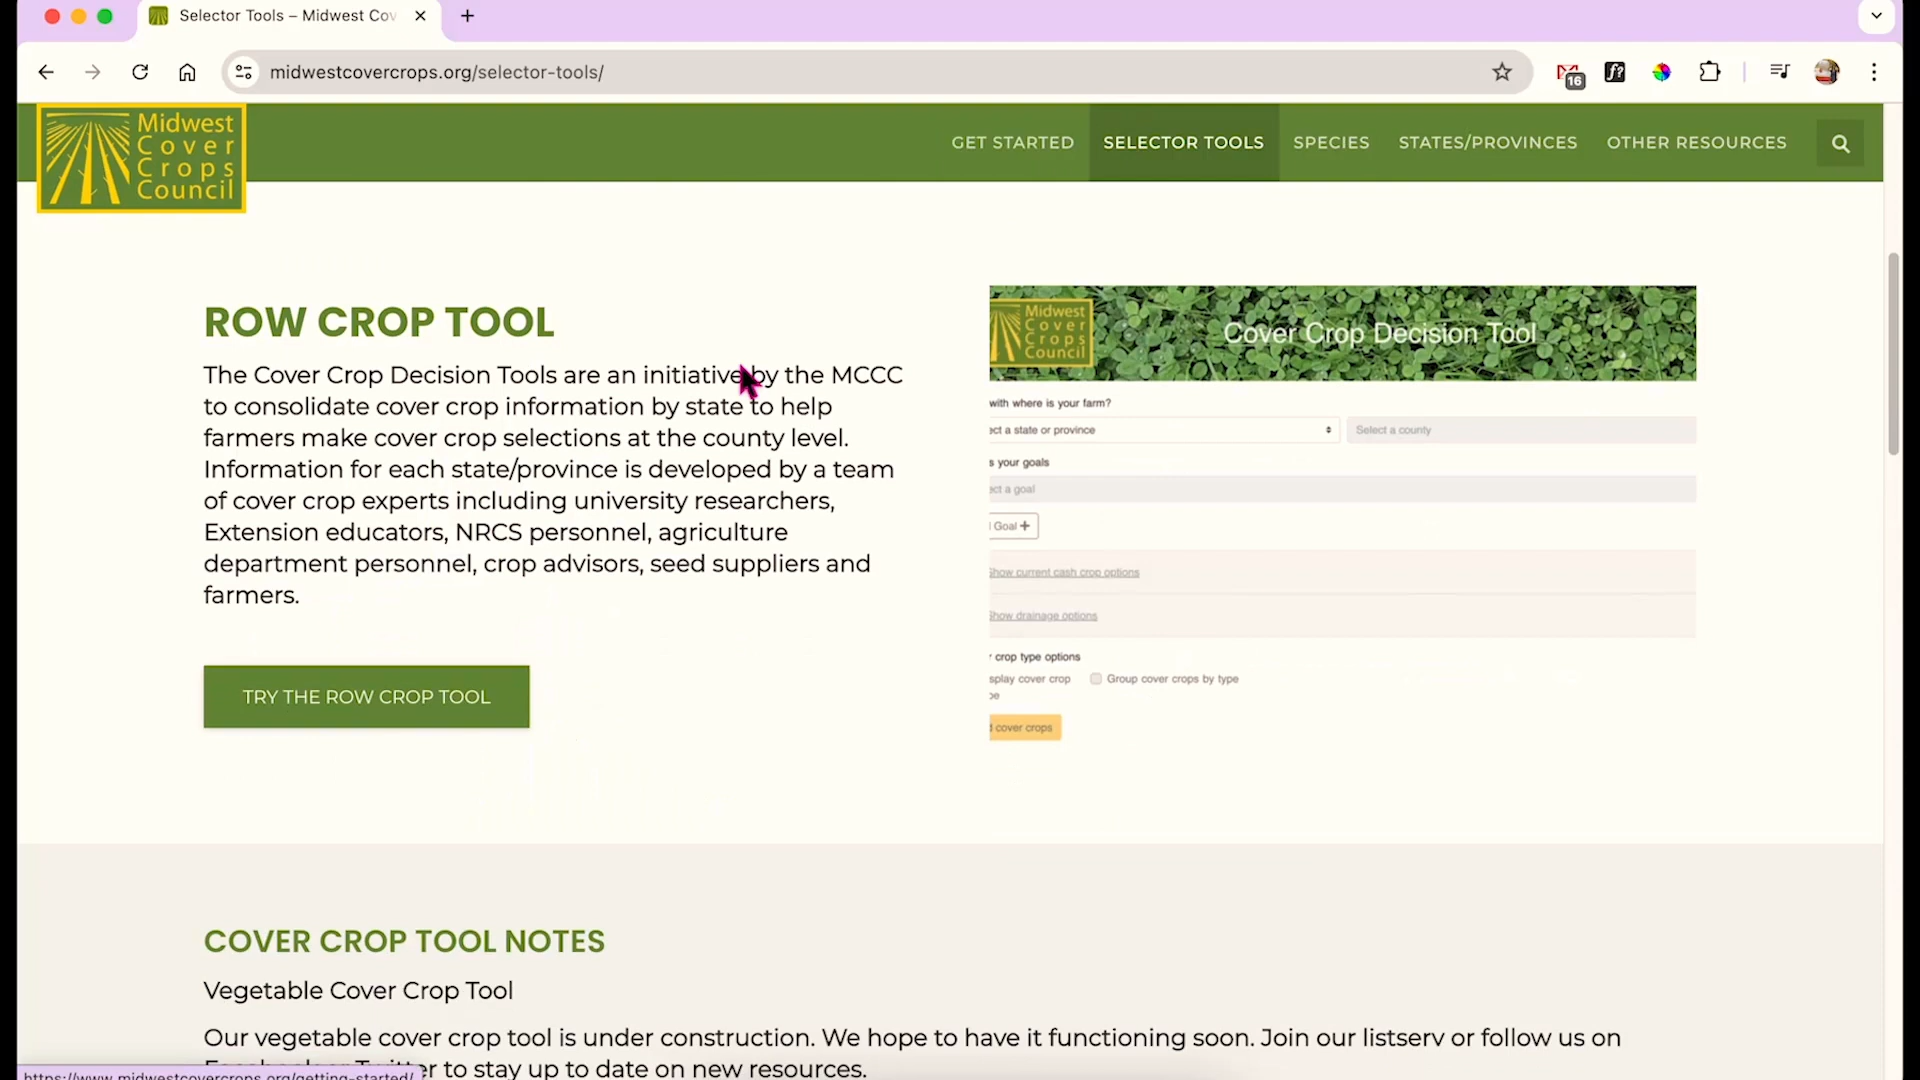 Selector Tools – Midwest Cov
midwestcovercrops.org/selector-tools/
16
f?
Midwest
Cover
Crops
Council
GET STARTED
SELECTOR TOOLS
SPECIES
STATES/PROVINCES
OTHER RESOURCES
ROW CROP TOOL
The Cover Crop Decision Tools are an initiative by the MCCC
to consolidate cover crop information by state to help
farmers make cover crop selections at the county level.
Information for each state/province is developed by a team
of cover crop experts including university researchers,
Extension educators, NRCS personnel, agriculture
department personnel, crop advisors, seed suppliers and
farmers.
TRY THE ROW CROP TOOL
Midwest
Cover
Crops
Council
Cover Crop Decision Tool
with where is your farm?
ct a state or province
Select a county
s your goals
ct a goal
Goal +
Show current cash crop options
Show drainage options
crop type options
splay cover crop
Group cover crops by type
cover crops
COVER CROP TOOL NOTES
Vegetable Cover Crop Tool
Our vegetable cover crop tool is under construction. We hope to have it functioning soon. Join our listserv or follow us on
to stay up to date on new resources.
https://www.midwestcovercrops.org/getting-started/